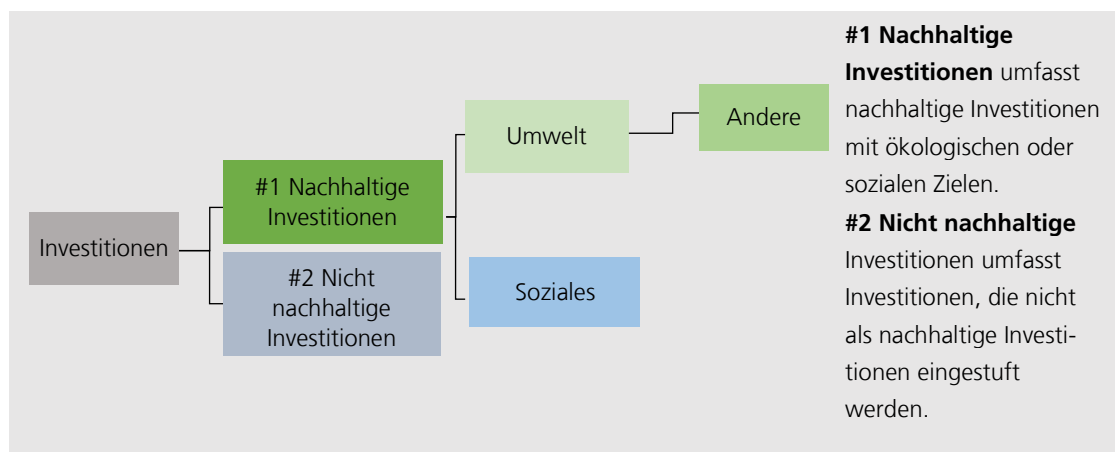 Investitionen
#1 Nachhaltige
Investitionen
#2 Nicht
nachhaltige
Investitionen
Umwelt
Soziales
Andere
#1 Nachhaltige
Investitionen umfasst
nachhaltige Investitionen
mit ökologischen oder
sozialen Zielen.
#2 Nicht nachhaltige
Investitionen umfasst
Investitionen, die nicht
als nachhaltige Investi-
tionen eingestuft
werden.